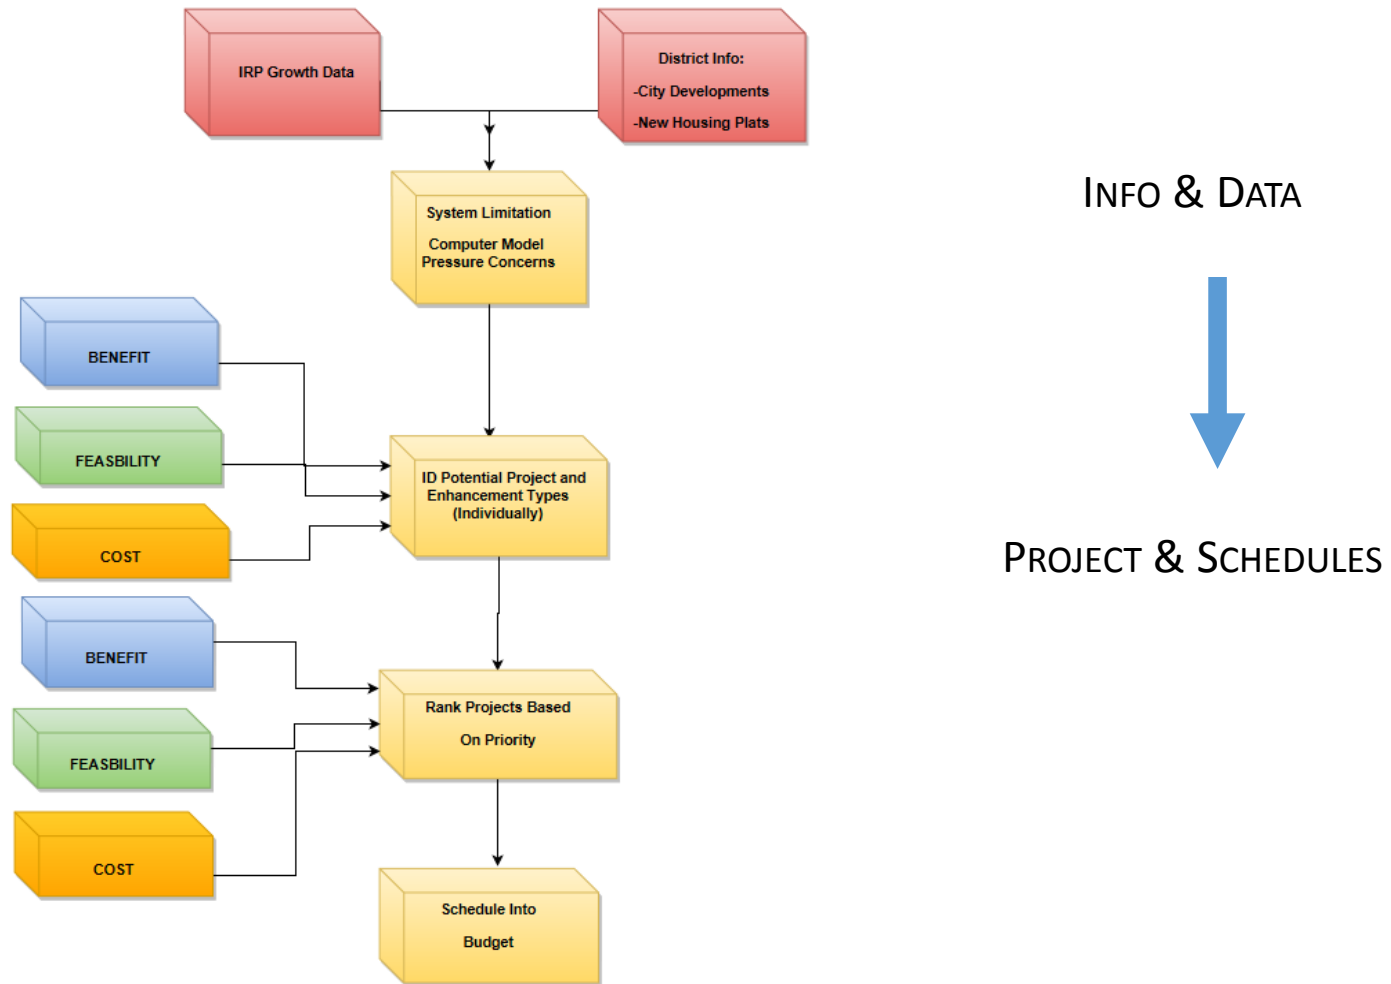 IRP Growth Data
District Info:
-City Developments
-New Housing Plats
System Limitation
Computer Model
Pressure Concerns
INFO & DATA
BENEFIT
FEASBILITY
COST
ID Potential Project and
Enhancement Types
(Individually)
PROJECT & SCHEDULES
BENEFIT
FEASBILITY
COST
Rank Projects Based
On Priority
Schedule Into
Budget